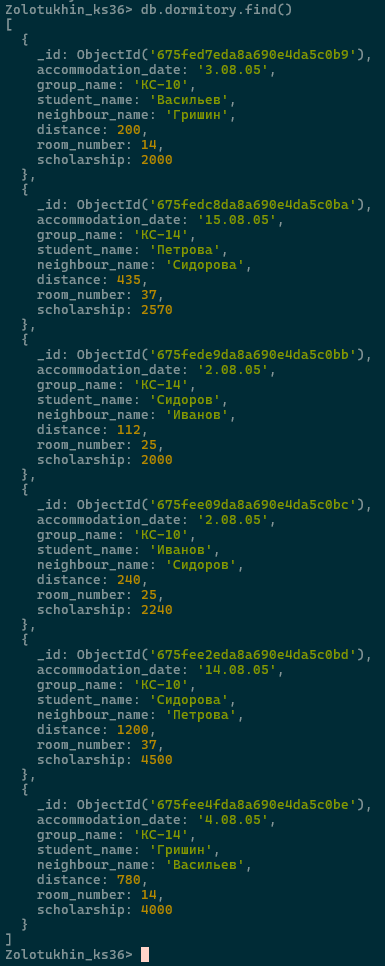 Zolotukhin_ks36> db.dormitory.find()
[
  {
    _id: ObjectId('675fed7eda8a690e4da5c0b9'),
    accommodation_date: '3.08.05',
    group_name: 'КС-10',
    student_name: 'Васильев',
    neighbour_name: 'Гришин',
    distance: 200,
    room_number: 14,
    scholarship: 2000
  },
  {
    _id: ObjectId('675fedc8da8a690e4da5c0ba'),
    accommodation_date: '15.08.05',
    group_name: 'КС-14',
    student_name: 'Петрова',
    neighbour_name: 'Сидорова',
    distance: 435,
    room_number: 37,
    scholarship: 2570
  },
  {
    _id: ObjectId('675fede9da8a690e4da5c0bb'),
    accommodation_date: '2.08.05',
    group_name: 'КС-14',
    student_name: 'Сидоров',
    neighbour_name: 'Иванов',
    distance: 112,
    room_number: 25,
    scholarship: 2000
  },
  {
    _id: ObjectId('675fee09da8a690e4da5c0bc'),
    accommodation_date: '2.08.05',
    group_name: 'КС-10',
    student_name: 'Иванов',
    neighbour_name: 'Сидоров',
    distance: 240,
    room_number: 25,
    scholarship: 2240
  },
  {
    _id: ObjectId('675fee2eda8a690e4da5c0bd'),
    accommodation_date: '14.08.05',
    group_name: 'КС-10',
    student_name: 'Сидорова',
    neighbour_name: 'Петрова',
    distance: 1200,
    room_number: 37,
    scholarship: 4500
  },
  {
    _id: ObjectId('675fee4fda8a690e4da5c0be'),
    accommodation_date: '4.08.05',
    group_name: 'КС-14',
    student_name: 'Гришин',
    neighbour_name: 'Васильев',
    distance: 780,
    room_number: 14,
    scholarship: 4000
  }
]
Zolotukhin_ks36>